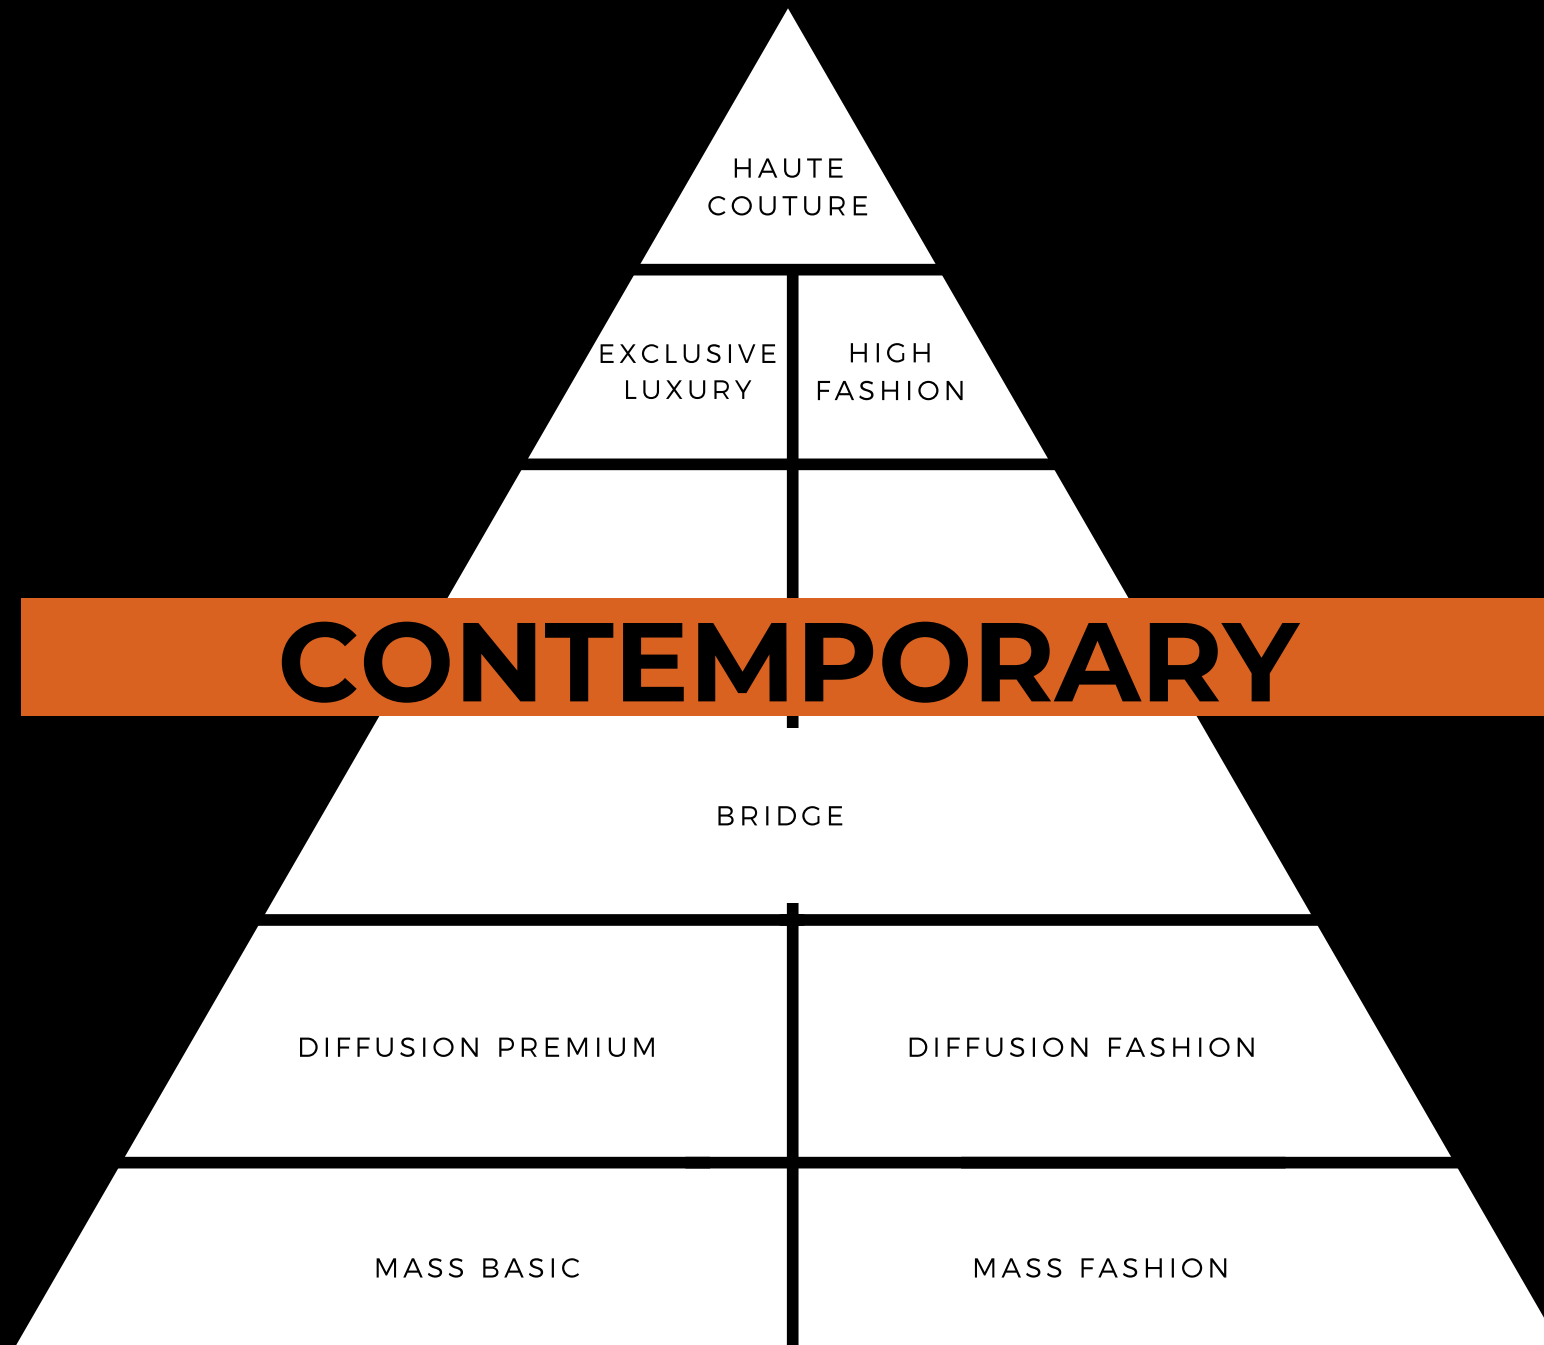 HAUTE
COUTURE
EXCLUSIVE
LUXURY
HIGH
FASHION
CONTEMPORARY
BRIDGE
DIFFUSION PREMIUM
DIFFUSION FASHION
MASS BASIC
MASS FASHION